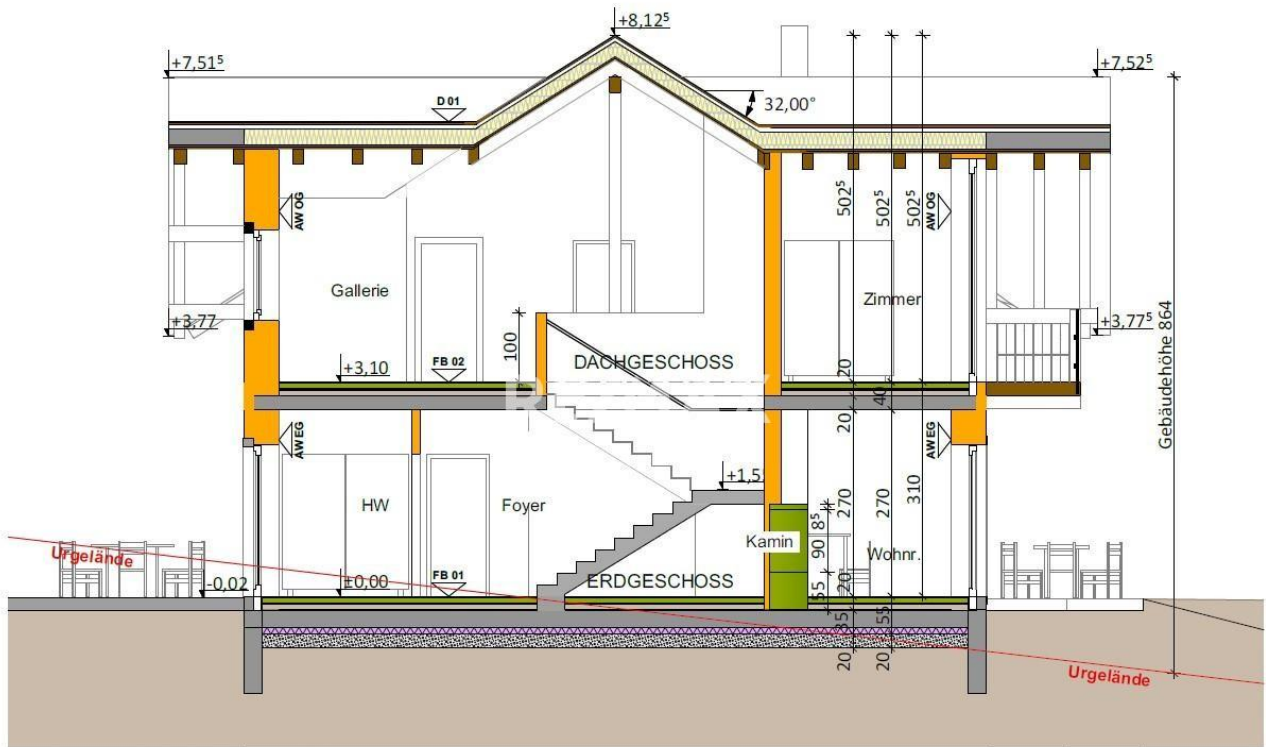 +8,12⁵
+7,51⁵
+7,52⁵
D 01
32,00°
AW OG
502⁵
502⁵
502⁵
AW OG
Gallerie
Zimmer
+3,77
+3,77⁵
Gebäudehöhe 864
100
DACHGESCHOSS
+3,10
FB 02
20
40
20
AW EG
AW EG
+1,5
HW
Foyer
270
270
310
8⁵
90
Kamin
Wohnr.
Urgelände
-0,02
±0,00
FB 01
ERDGESCHOSS
55
20
35
55
20
20
Urgelände